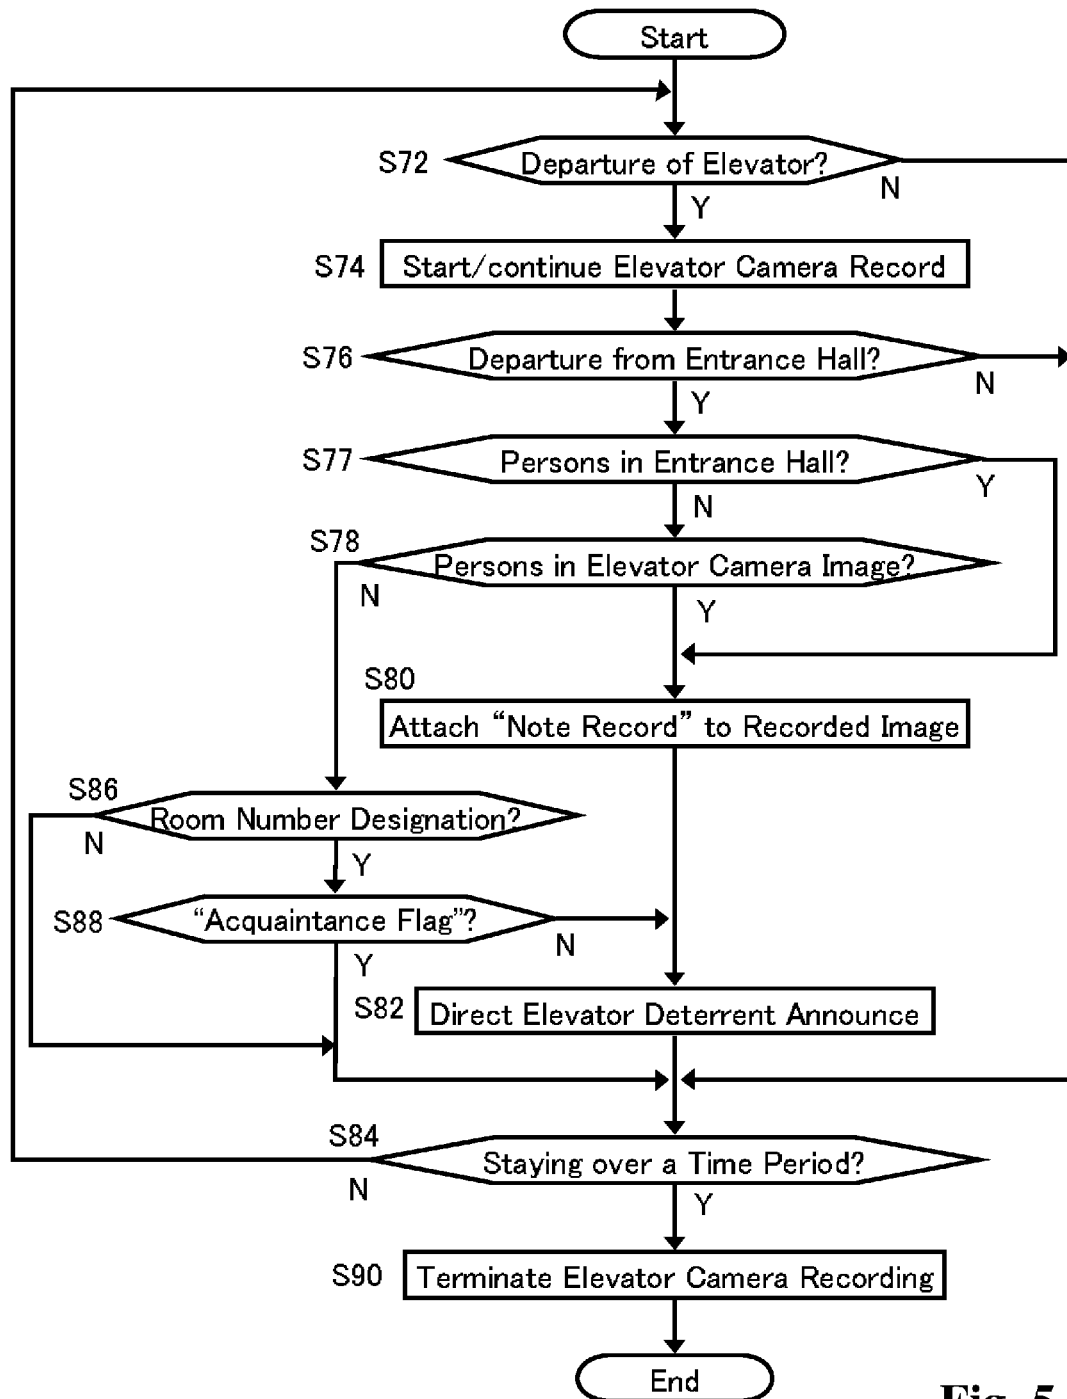 Start
S72
Departure of Elevator?
N
Y
S74
Start/continue Elevator Camera Record
S76
Departure from Entrance Hall?
N
Y
S77
Persons in Entrance Hall?
Y
N
S78
Persons in Elevator Camera Image?
N
Y
S80
Attach “Note Record” to Recorded Image
S86
Room Number Designation?
N
Y
S88
“Acquaintance Flag”?
N
Y
S82
Direct Elevator Deterrent Announce
S84
Staying over a Time Period?
N
Y
S90
Terminate Elevator Camera Recording
End
Fig. 5